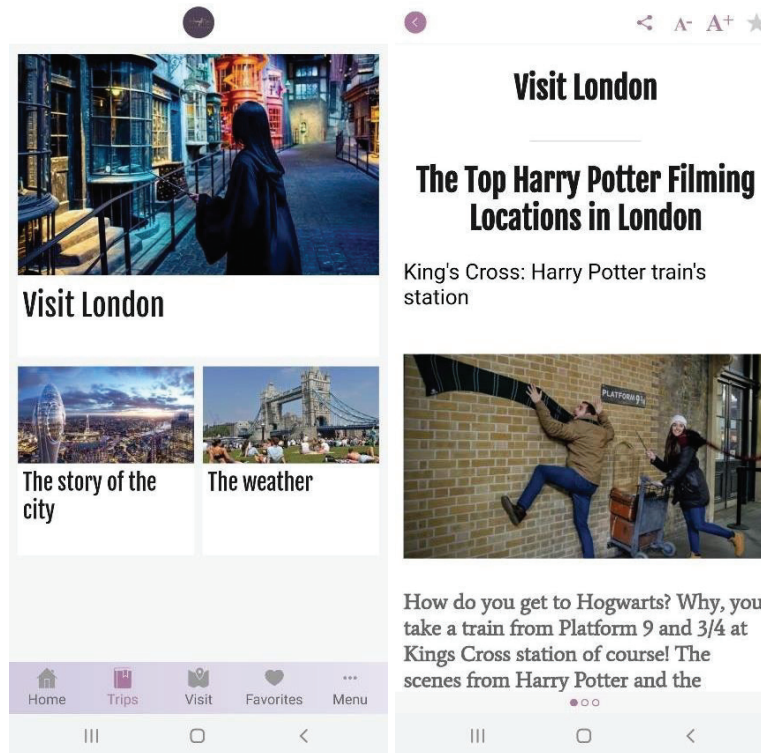 Visit London
The story of the
city
The weather
Home
Trips
Visit
Favorites
Menu
A- A+
Visit London
The Top Harry Potter Filming
Locations in London
King's Cross: Harry Potter train's
station
PLATFORM 9¾
How do you get to Hogwarts? Why, you
take a train from Platform 9 and 3/4 at
Kings Cross station of course! The
scenes from Harry Potter and the